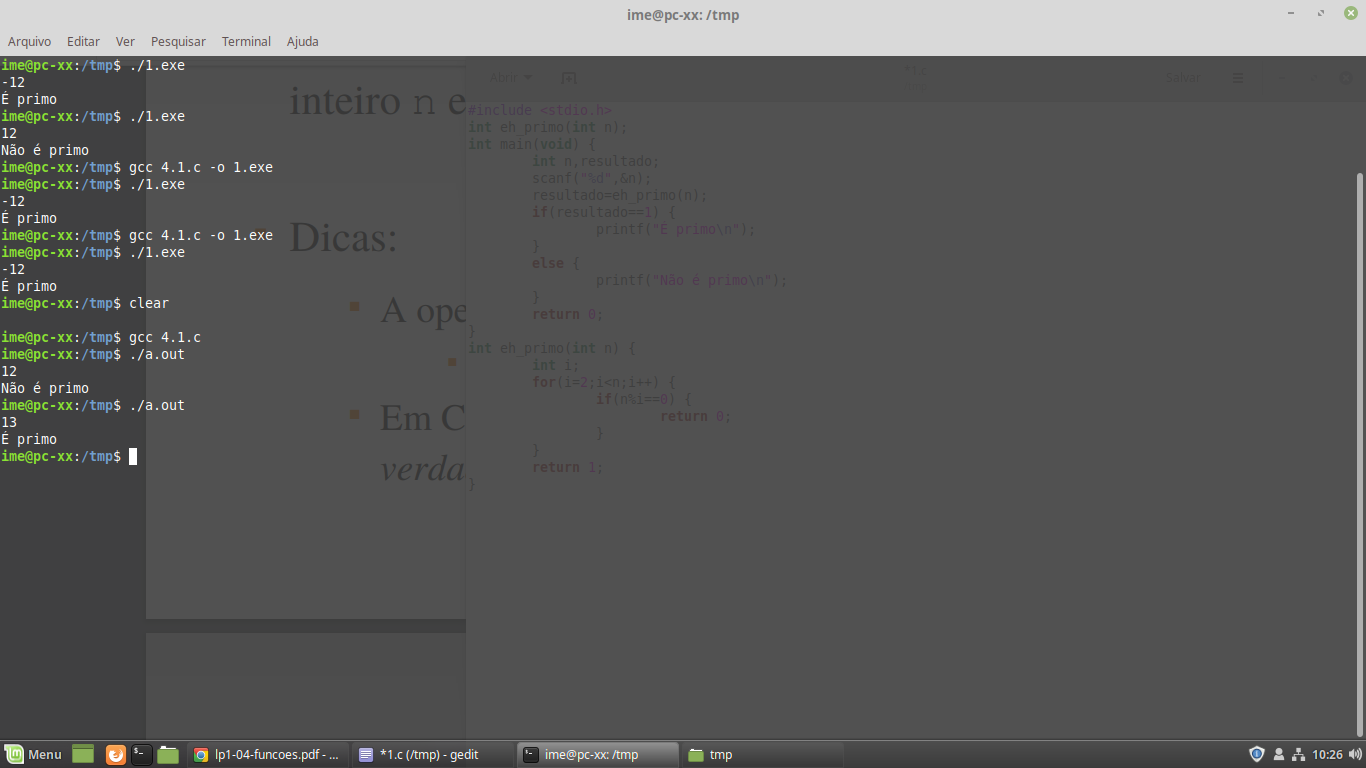 ime@pc-xx: /tmp
Arquivo Editar Ver Pesquisar Terminal Ajuda
ime@pc-xx:/tmp$ ./1.exe
-12
É primo
ime@pc-xx:/tmp$ ./1.exe
12
Não é primo
ime@pc-xx:/tmp$ gcc 4.1.c -o 1.exe
ime@pc-xx:/tmp$ ./1.exe
-12
É primo
ime@pc-xx:/tmp$ gcc 4.1.c -o 1.exe
ime@pc-xx:/tmp$ ./1.exe
-12
É primo
ime@pc-xx:/tmp$ clear
ime@pc-xx:/tmp$ gcc 4.1.c
ime@pc-xx:/tmp$ ./a.out
12
Não é primo
ime@pc-xx:/tmp$ ./a.out
13
É primo
ime@pc-xx:/tmp$
inteiro n e
Dicas:
A ope
Em C
verda
Abrir *1.c Salvar
#include <stdio.h>
int eh_primo(int n);
int main(void) {
int n,resultado;
scanf("%d",&n);
resultado=eh_primo(n);
if(resultado==1) {
printf("É primo\n");
}
else {
printf("Não é primo\n");
}
return 0;
}
int eh_primo(int n) {
int i;
for(i=2;i<n;i++) {
if(n%i==0) {
return 0;
}
}
return 1;
}
Menu lp1-04-funcoes.pdf - ... *1.c (/tmp) - gedit ime@pc-xx: /tmp tmp 10:26